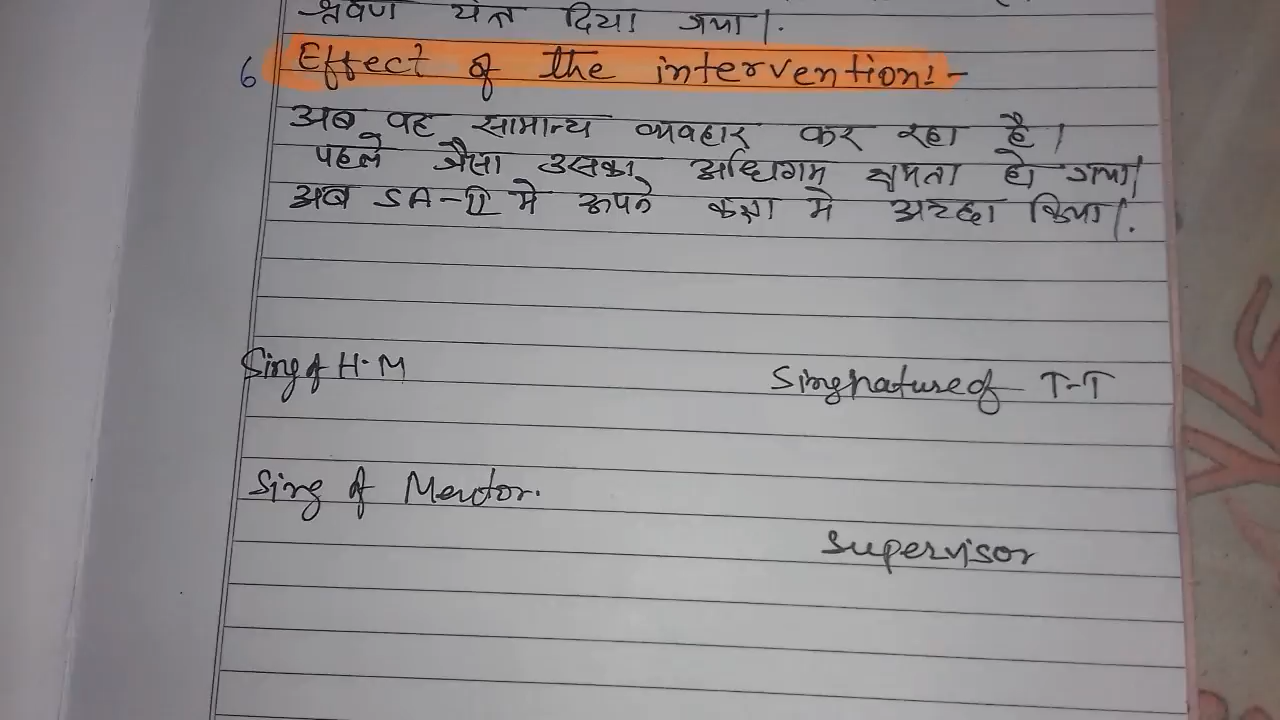 श्रवण यंत्र दिया गया।.
6 Effect of the intervention:-
अब वह सामान्य व्यवहार कर रहा है।
पहले जैसा उसका अधिगम क्षमता हो गया।
अब SA-II मे अपने कक्षा मे अच्छा किया।.
Sing of H.M
Singnature of T-T
Sing of Mentor.
Supervisor